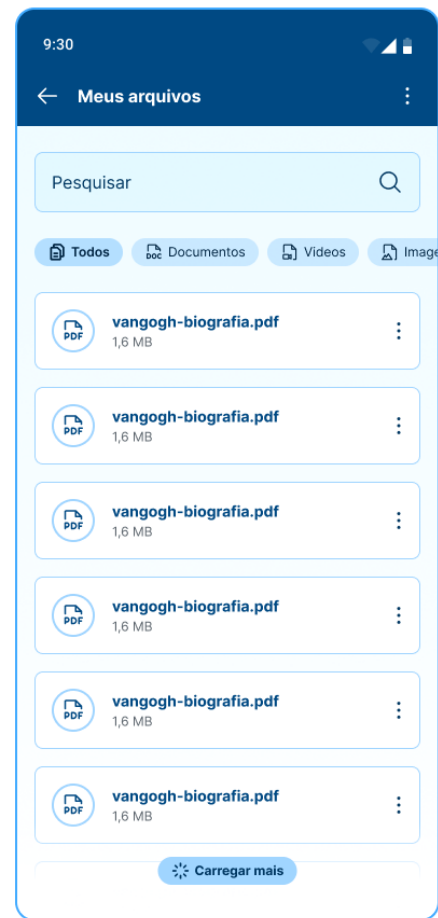 9:30
Meus arquivos
Pesquisar
Todos DOC Documentos Videos Image
PDF vangogh-biografia.pdf
1,6 MB
PDF vangogh-biografia.pdf
1,6 MB
PDF vangogh-biografia.pdf
1,6 MB
PDF vangogh-biografia.pdf
1,6 MB
PDF vangogh-biografia.pdf
1,6 MB
PDF vangogh-biografia.pdf
1,6 MB
Carregar mais